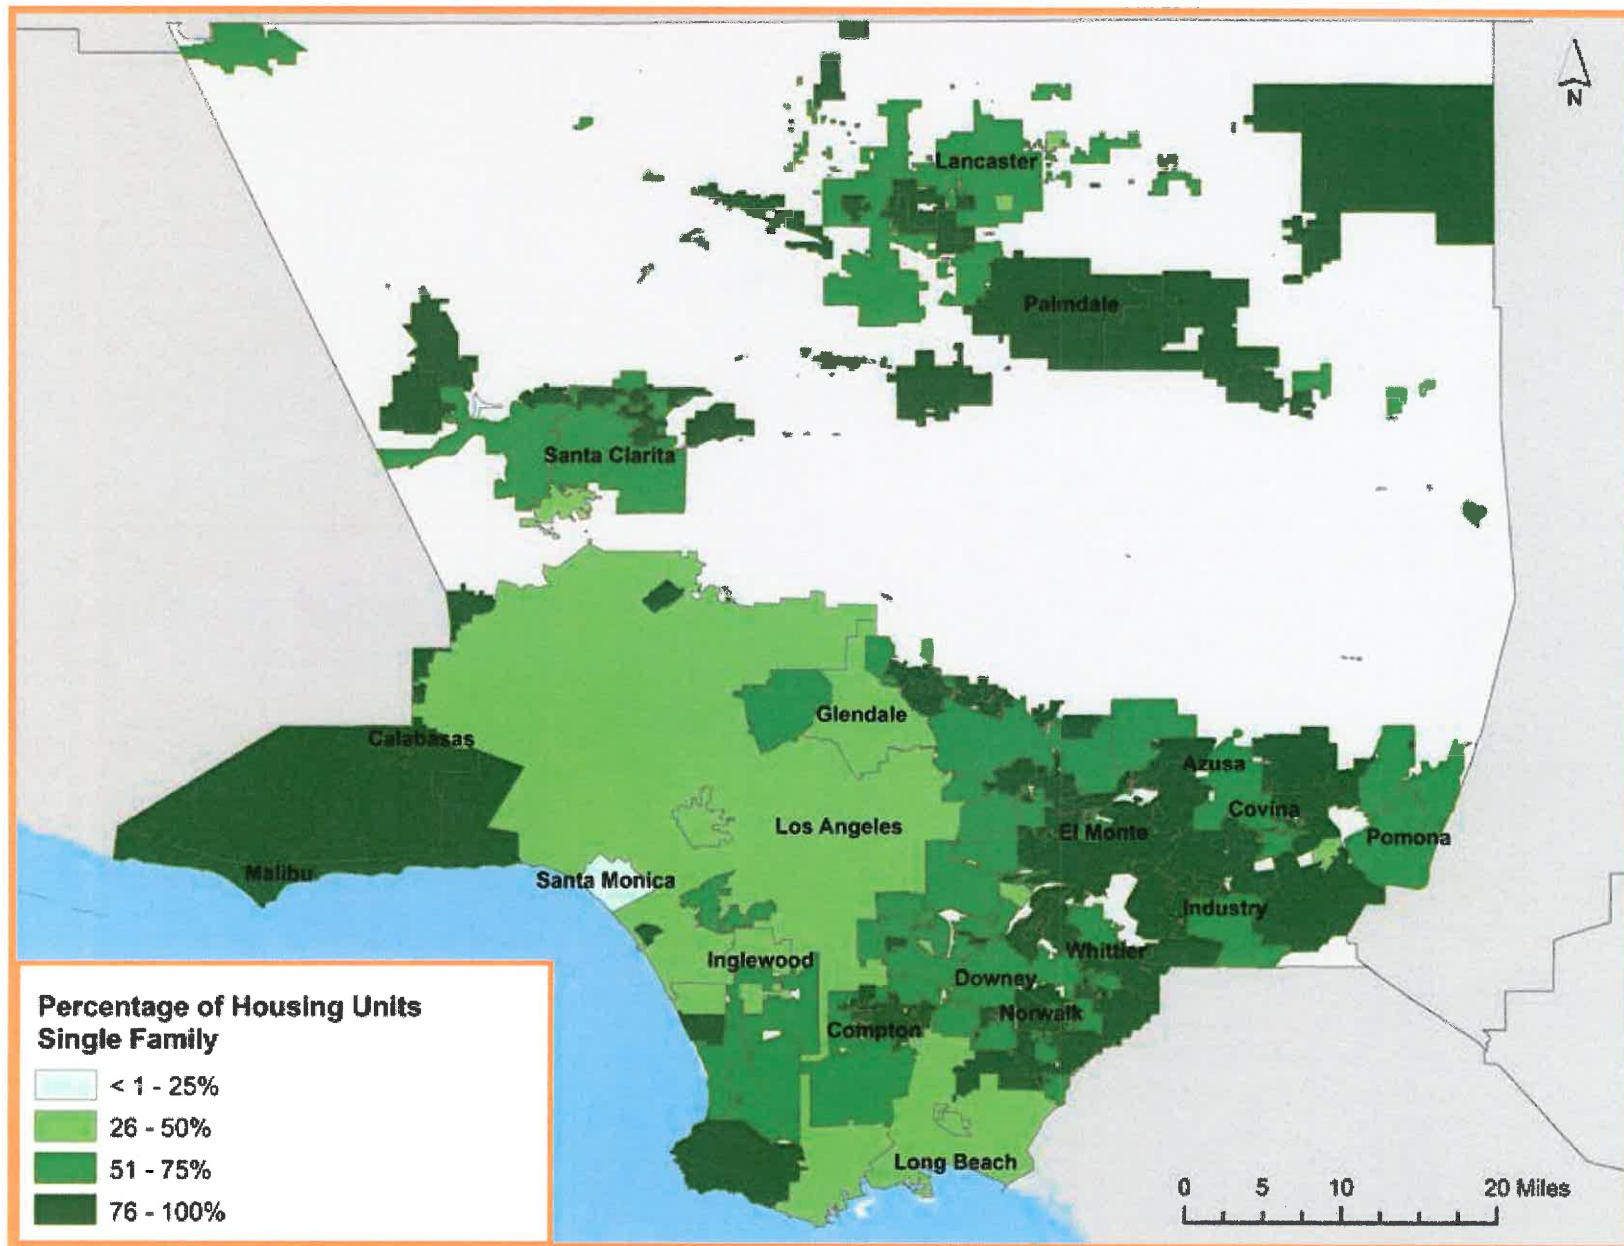 N
Lancaster
Palmdale
Santa Clarita
Glendale
Calabasas
Azusa
Covina
Los Angeles
El Monte
Pomona
Malibu
Santa Monica
Industry
Whittier
Inglewood
Downey
Norwalk
Compton
Long Beach
Percentage of Housing Units
Single Family
< 1 - 25%
26 - 50%
51 - 75%
76 - 100%
0 5 10 20 Miles